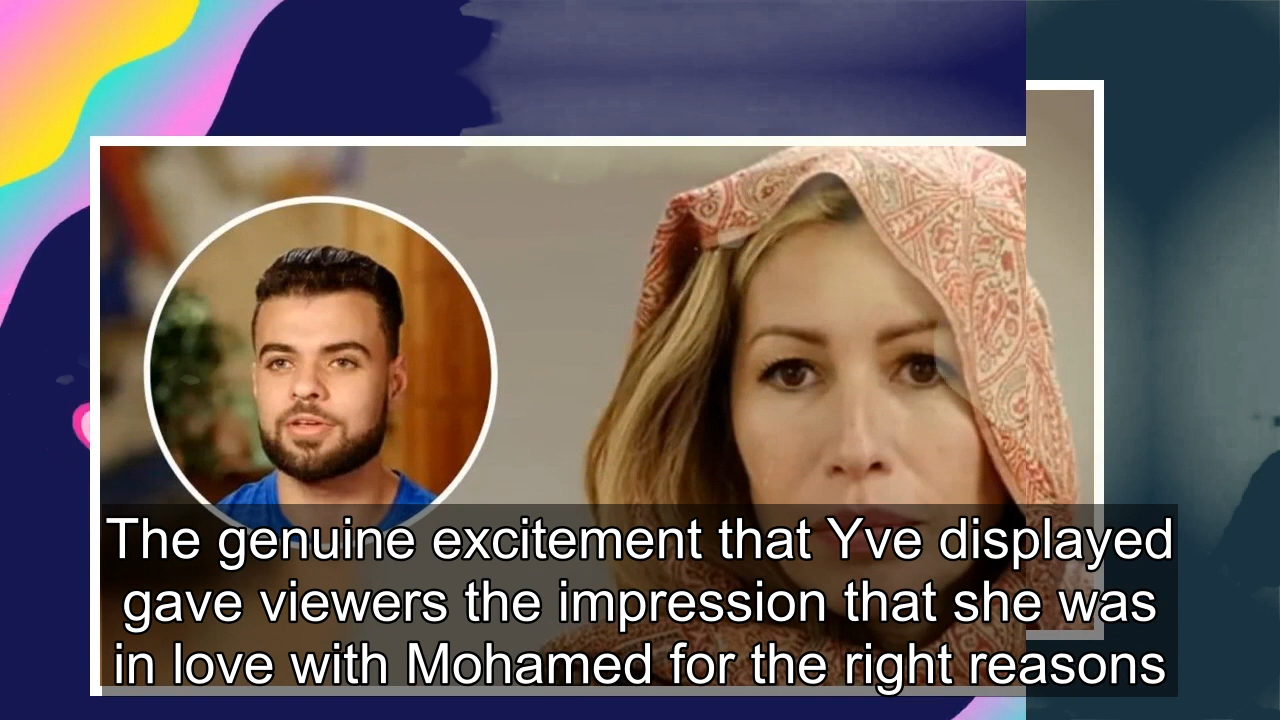 The genuine excitement that Yve displayed
gave viewers the impression that she was
in love with Mohamed for the right reasons